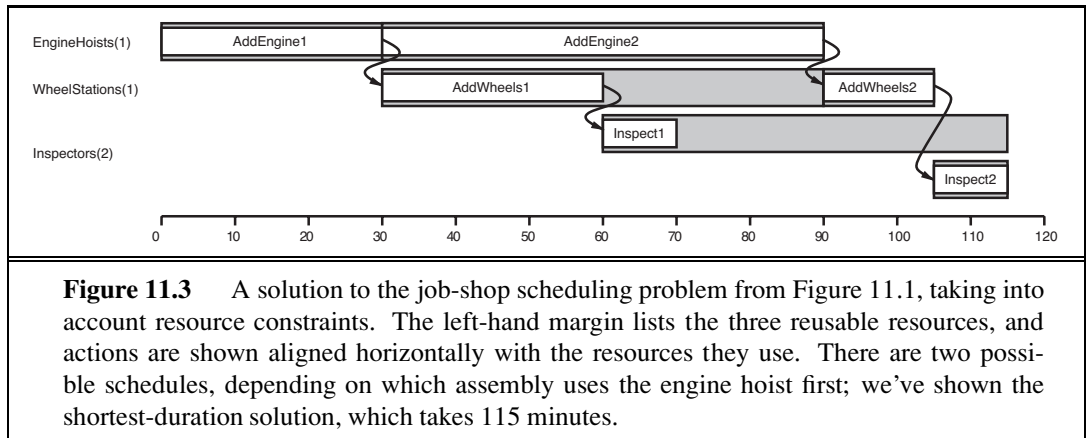 EngineHoists(1)
AddEngine1
AddEngine2
WheelStations(1)
AddWheels1
AddWheels2
Inspect1
Inspectors(2)
Inspect2
0 10 20 30 40 50 60 70 80 90 100 110 120
Figure 11.3 A solution to the job-shop scheduling problem from Figure 11.1, taking into
account resource constraints. The left-hand margin lists the three reusable resources, and
actions are shown aligned horizontally with the resources they use. There are two possi-
ble schedules, depending on which assembly uses the engine hoist first; we've shown the
shortest-duration solution, which takes 115 minutes.